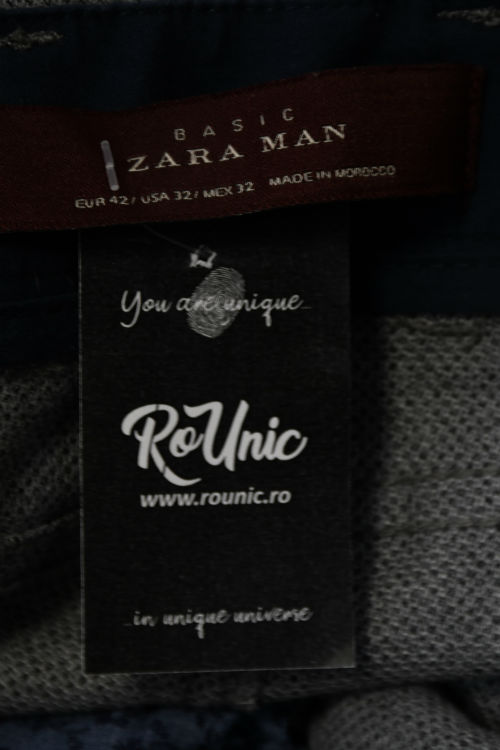 BASIC
ZARA MAN
EUR 42 / USA 32 / MEX 32 MADE IN MOROCCO
You are unique...
RoUnic
www.rounic.ro
...in unique universe